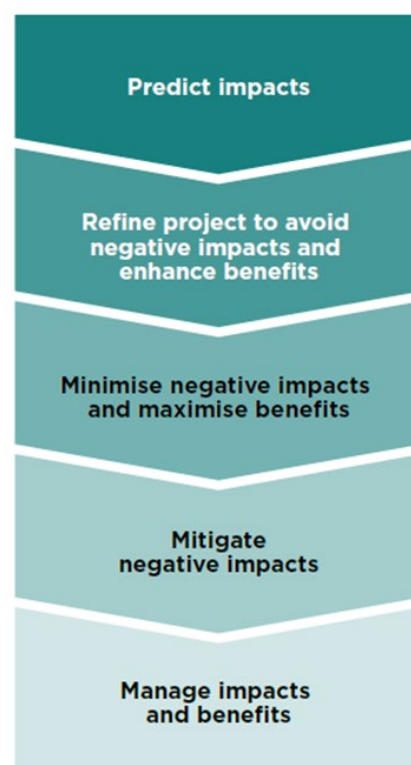 Predict impacts
Refine project to avoid
negative impacts and
enhance benefits
Minimise negative impacts
and maximise benefits
Mitigate
negative impacts
Manage impacts
and benefits